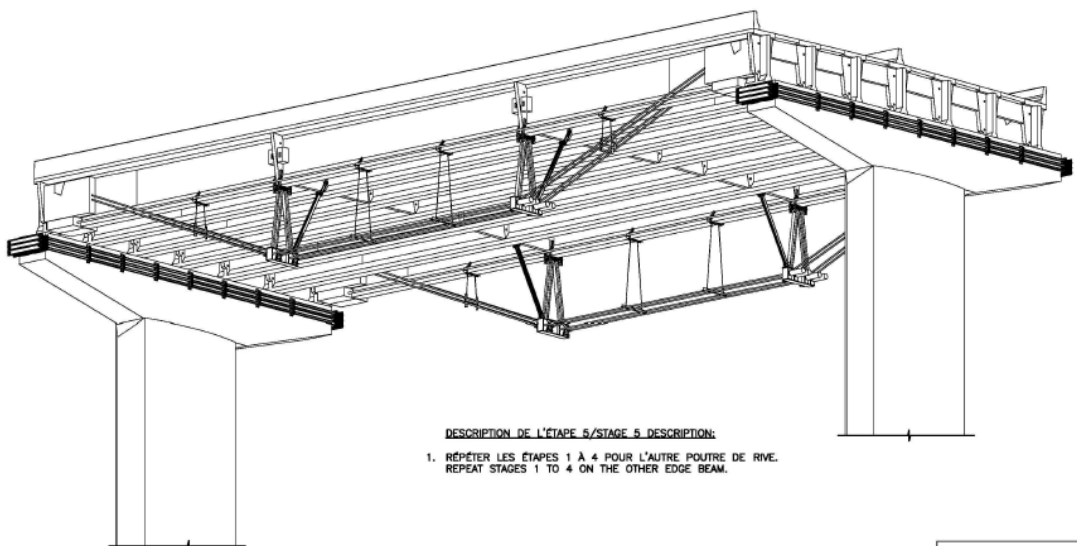 DESCRIPTION DE L'ÉTAPE 5/STAGE 5 DESCRIPTION:
1. RÉPÉTER LES ÉTAPES 1 À 4 POUR L'AUTRE POUTRE DE RIVE.
REPEAT STAGES 1 TO 4 ON THE OTHER EDGE BEAM.